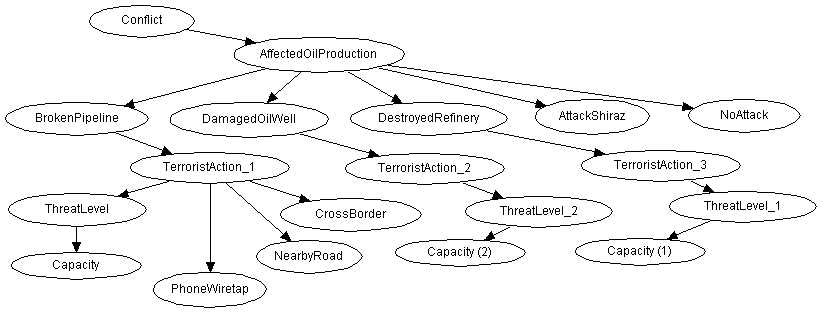 Conflict
AffectedOilProduction
BrokenPipeline
DamagedOilWell
DestroyedRefinery
AttackShiraz
NoAttack
TerroristAction_1
TerroristAction_2
TerroristAction_3
ThreatLevel
CrossBorder
ThreatLevel_2
ThreatLevel_1
Capacity
NearbyRoad
Capacity (2)
Capacity (1)
PhoneWiretap